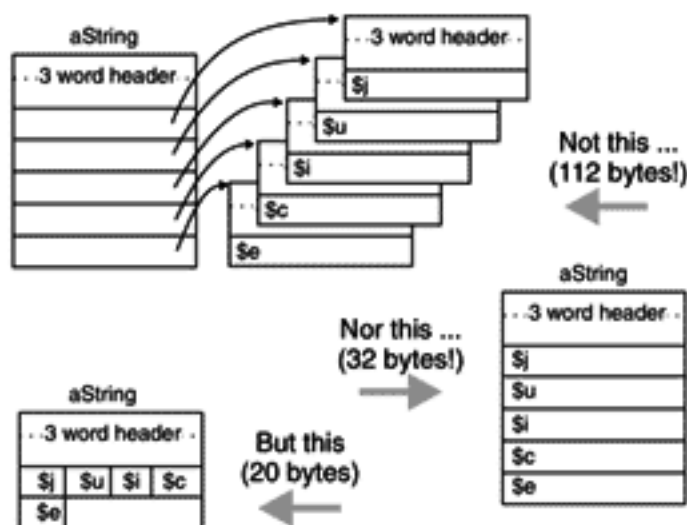 aString
3 word header
3 word header
$j
$u
$i
$c
$e
Not this ...
(112 bytes!)
aString
3 word header
$j
$u
$i
$c
$e
Nor this ...
(32 bytes!)
aString
3 word header
$j $u $i $c
$e
But this
(20 bytes)